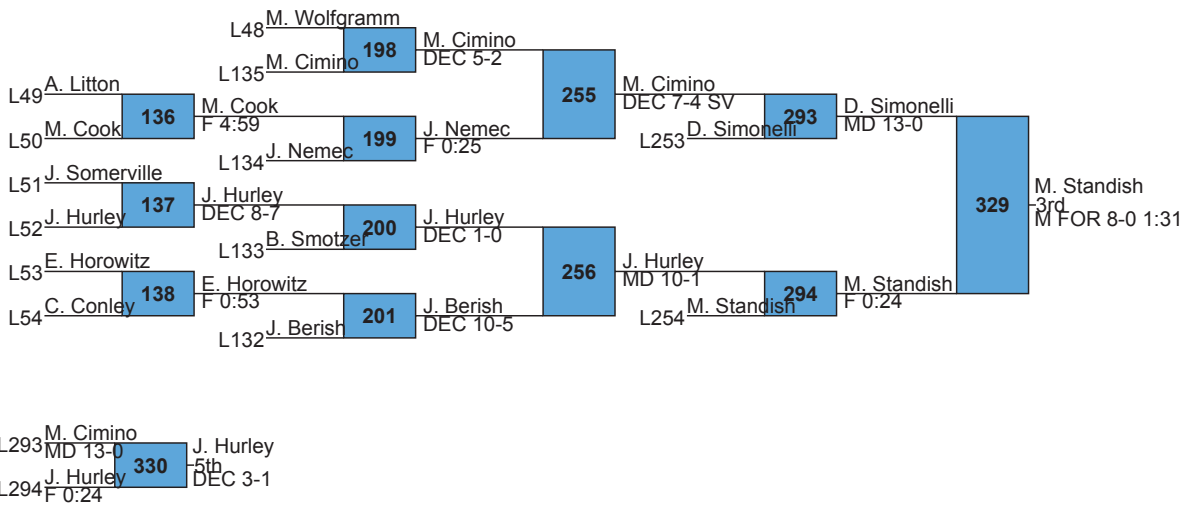 M. Wolfgramm
L48
198
M. Cimino
DEC 5-2
M. Cimino
L135
A. Litton
L49
136
M. Cook
F 4:59
M. Cook
L50
255
M. Cimino
DEC 7-4 SV
199
J. Nemec
F 0:25
J. Nemec
L134
293
D. Simonelli
MD 13-0
D. Simonelli
L253
J. Somerville
L51
137
J. Hurley
DEC 8-7
J. Hurley
L52
200
J. Hurley
DEC 1-0
B. Smotzer
L133
329
M. Standish
3rd
M FOR 8-0 1:31
E. Horowitz
L53
138
E. Horowitz
F 0:53
C. Conley
L54
256
J. Hurley
MD 10-1
201
J. Berish
DEC 10-5
J. Berish
L132
294
M. Standish
F 0:24
M. Standish
L254
M. Cimino
L293
MD 13-0
330
J. Hurley
5th
DEC 3-1
J. Hurley
L294
F 0:24